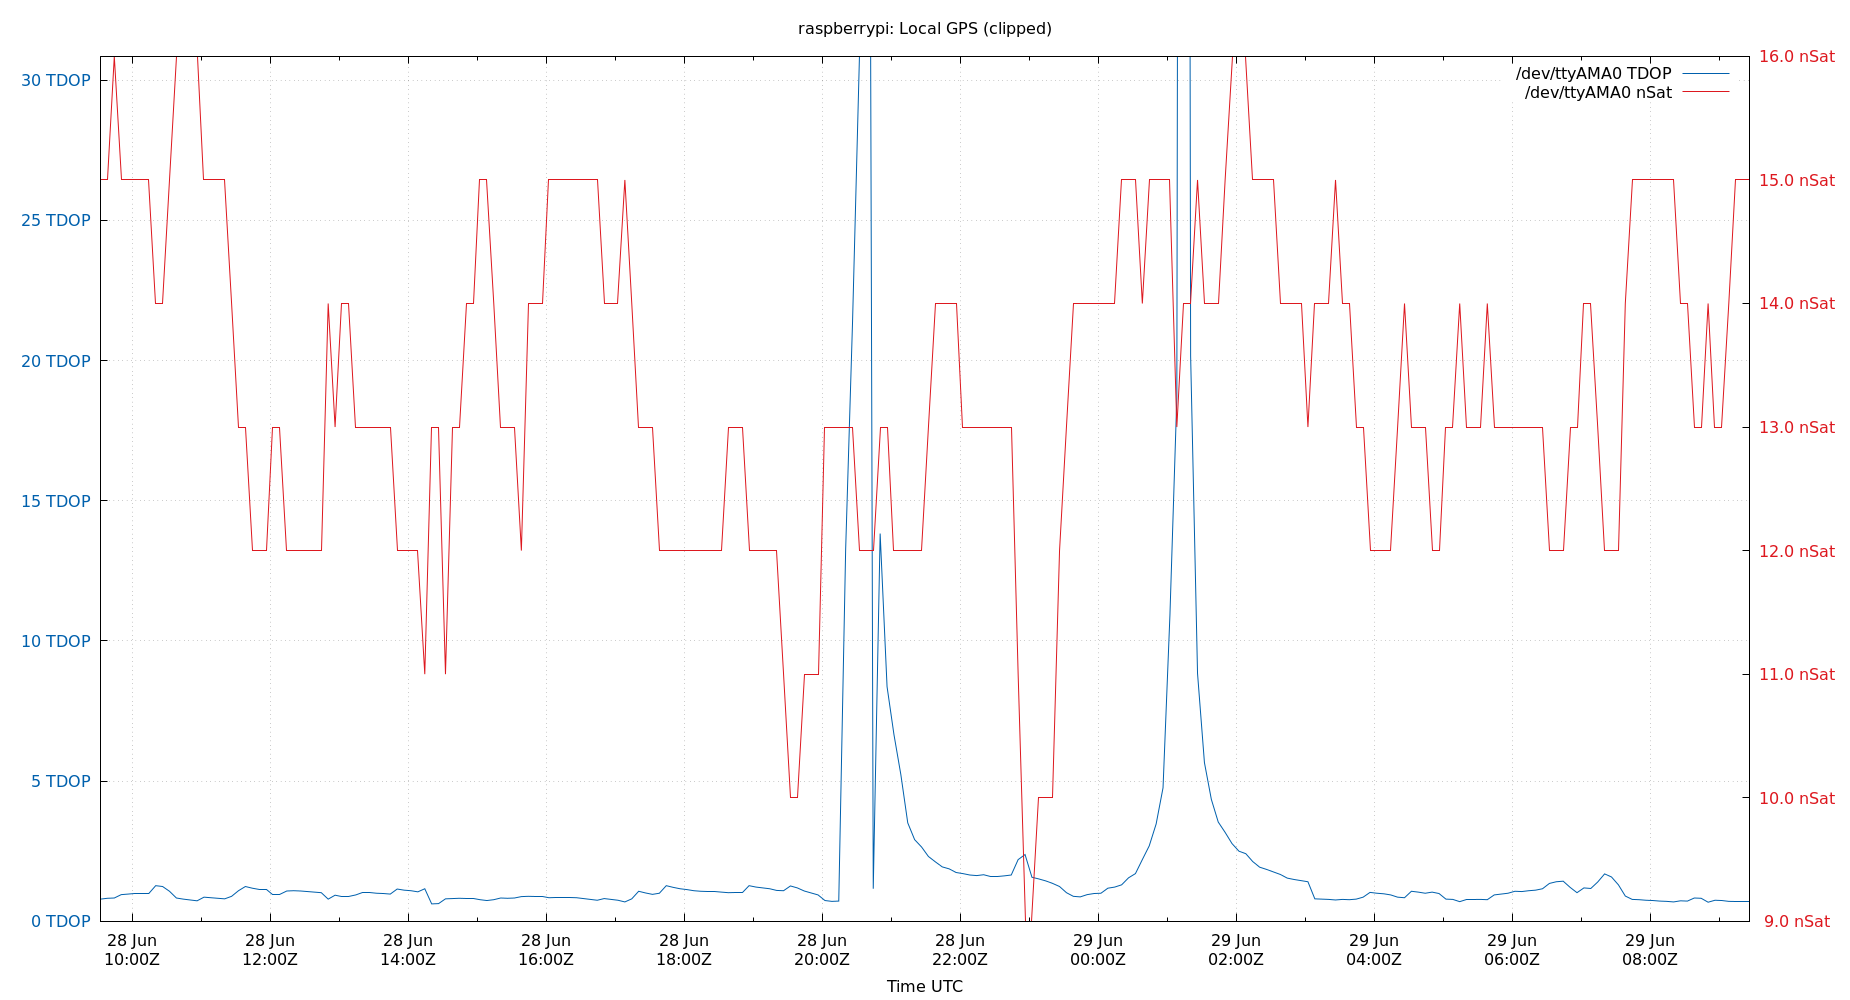 raspberrypi: Local GPS (clipped)
/dev/ttyAMA0 TDOP
/dev/ttyAMA0 nSat
30 TDOP
25 TDOP
20 TDOP
15 TDOP
10 TDOP
5 TDOP
0 TDOP
16.0 nSat
15.0 nSat
14.0 nSat
13.0 nSat
12.0 nSat
11.0 nSat
10.0 nSat
9.0 nSat
28 Jun
10:00Z
28 Jun
12:00Z
28 Jun
14:00Z
28 Jun
16:00Z
28 Jun
18:00Z
28 Jun
20:00Z
28 Jun
22:00Z
29 Jun
00:00Z
29 Jun
02:00Z
29 Jun
04:00Z
29 Jun
06:00Z
29 Jun
08:00Z
Time UTC